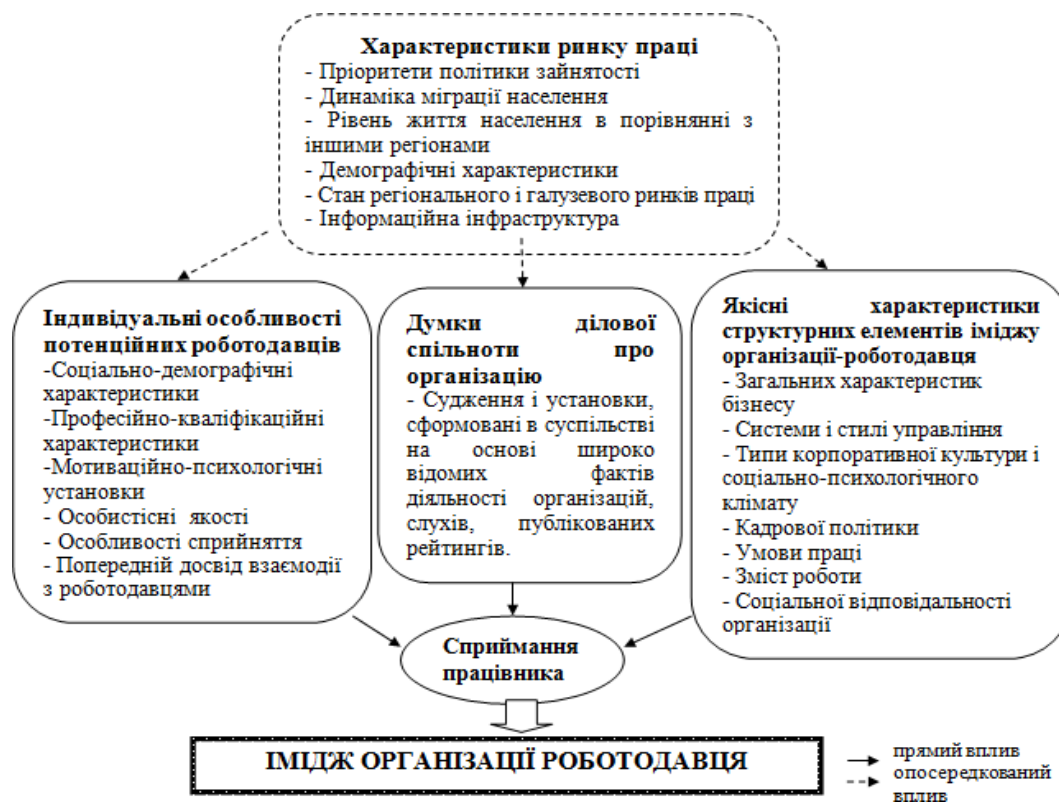 Характеристики ринку праці
- Пріоритети політики зайнятості
- Динаміка міграції населення
- Рівень життя населення в порівнянні з
іншими регіонами
- Демографічні характеристики
- Стан регіонального і галузевого ринків праці
- Інформаційна інфраструктура
Індивідуальні особливості
потенційних роботодавців
-Соціально-демографічні
характеристики
-Професійно-кваліфікаційні
характеристики
-Мотиваційно-психологічні
установки
- Особистісні якості
- Особливості сприйняття
- Попередній досвід взаємодії
з роботодавцями
Думки ділової
спільноти про
організацію
- Судження і установки,
сформовані в суспільстві
на основі широко
відомих фактів
діяльності організацій,
слухів, публікованих
рейтингів.
Якісні характеристики
структурних елементів іміджу
організації-роботодавця
- Загальних характеристик
бізнесу
- Системи і стилі управління
- Типи корпоративної культури і
соціально-психологічного
клімату
- Кадрової політики
- Умови праці
- Зміст роботи
- Соціальної відповідальності
організації
Сприймання
працівника
ІМІДЖ ОРГАНІЗАЦІЇ РОБОТОДАВЦЯ
прямий вплив
опосередкований
вплив